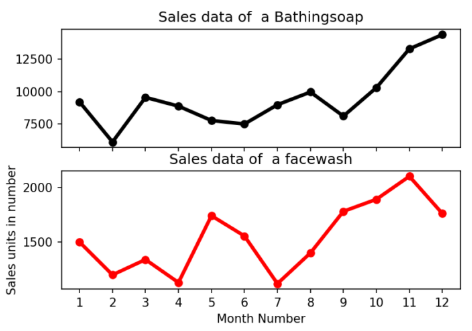 Sales data of  a Bathingsoap
12500
10000
7500
Sales data of  a facewash
2000
1500
Sales units in number
1 2 3 4 5 6 7 8 9 10 11 12
Month Number